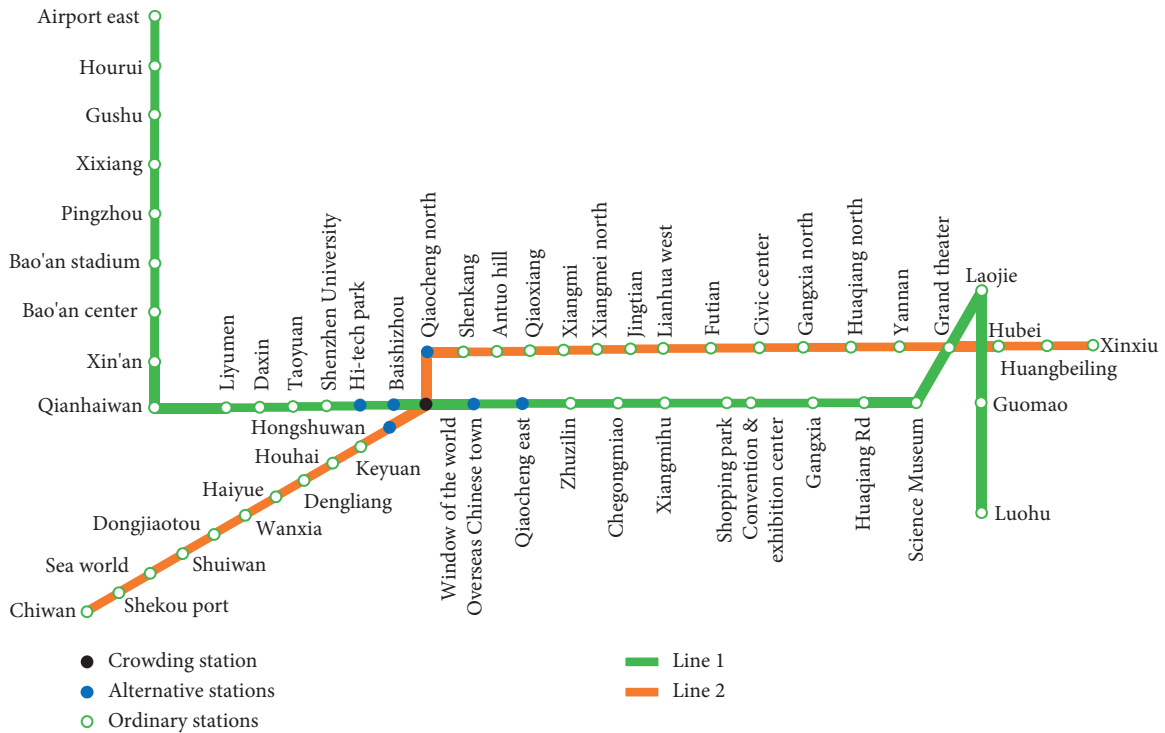 Airport east
Hourui
Gushu
Xixiang
Pingzhou
Bao'an stadium
Bao'an center
Xin'an
Qianhaiwan
Liyumen
Daxin
Taoyuan
Shenzhen University
Hi-tech park
Baishizhou
Qiaocheng north
Shenkang
Antuo hill
Qiaoxiang
Xiangmi
Xiangmei north
Jingtian
Lianhua west
Futian
Civic center
Gangxia north
Huaqiang north
Yannan
Grand theater
Laojie
Hubei
Xinxiu
Huangbeiling
Guomao
Luohu
Hongshuwan
Houhai
Keyuan
Haiyue
Dengliang
Dongjiaotou
Wanxia
Sea world
Shuiwan
Chiwan
Shekou port
Window of the world
Overseas Chinese town
Qiaocheng east
Zhuzilin
Chegongmiao
Xiangmihu
Shopping park
Convention &
exhibition center
Gangxia
Huaqiang Rd
Science Museum
Crowding station
Alternative stations
Ordinary stations
Line 1
Line 2